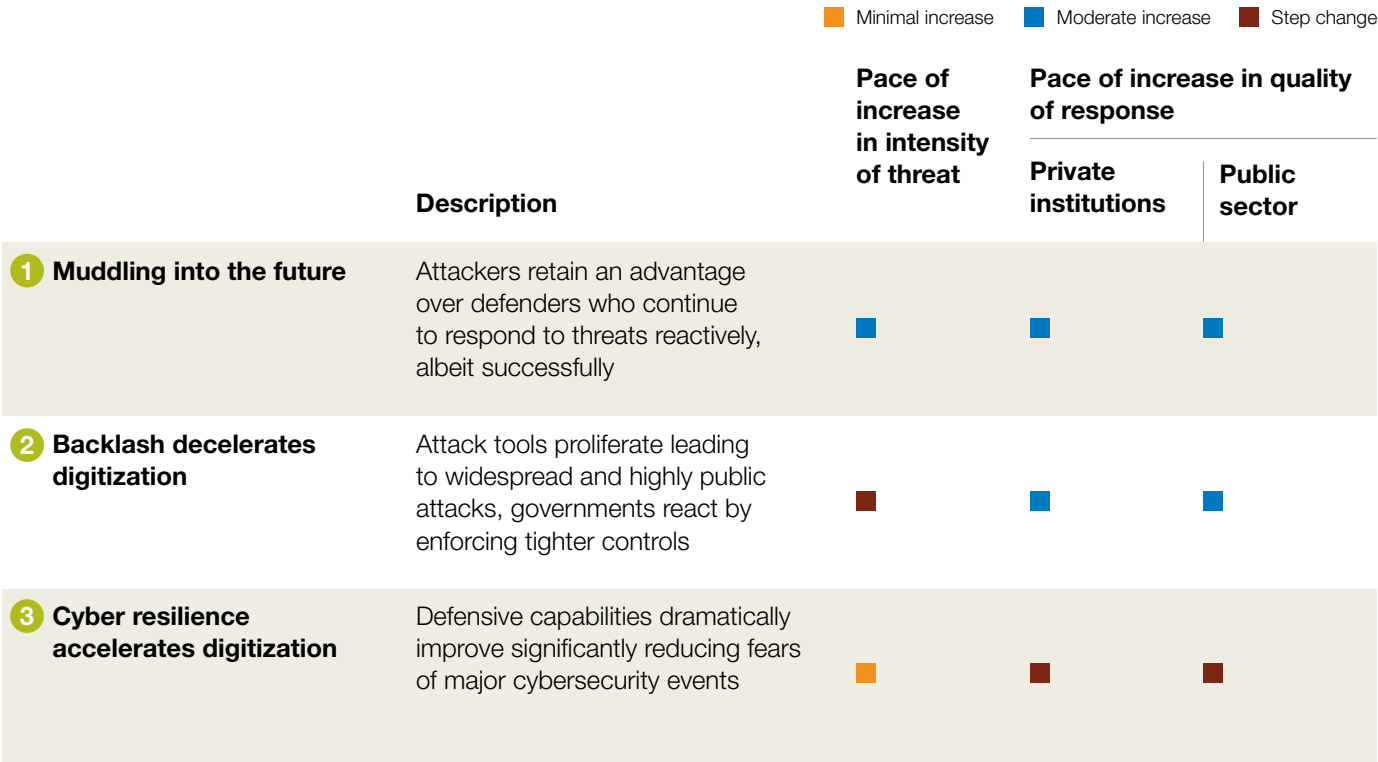 Minimal increase Moderate increase Step change
Pace of
increase
in intensity
of threat
Pace of increase in quality
of response
Description
Private
institutions
Public
sector
1 Muddling into the future
Attackers retain an advantage
over defenders who continue
to respond to threats reactively,
albeit successfully
2 Backlash decelerates
digitization
Attack tools proliferate leading
to widespread and highly public
attacks, governments react by
enforcing tighter controls
3 Cyber resilience
accelerates digitization
Defensive capabilities dramatically
improve significantly reducing fears
of major cybersecurity events